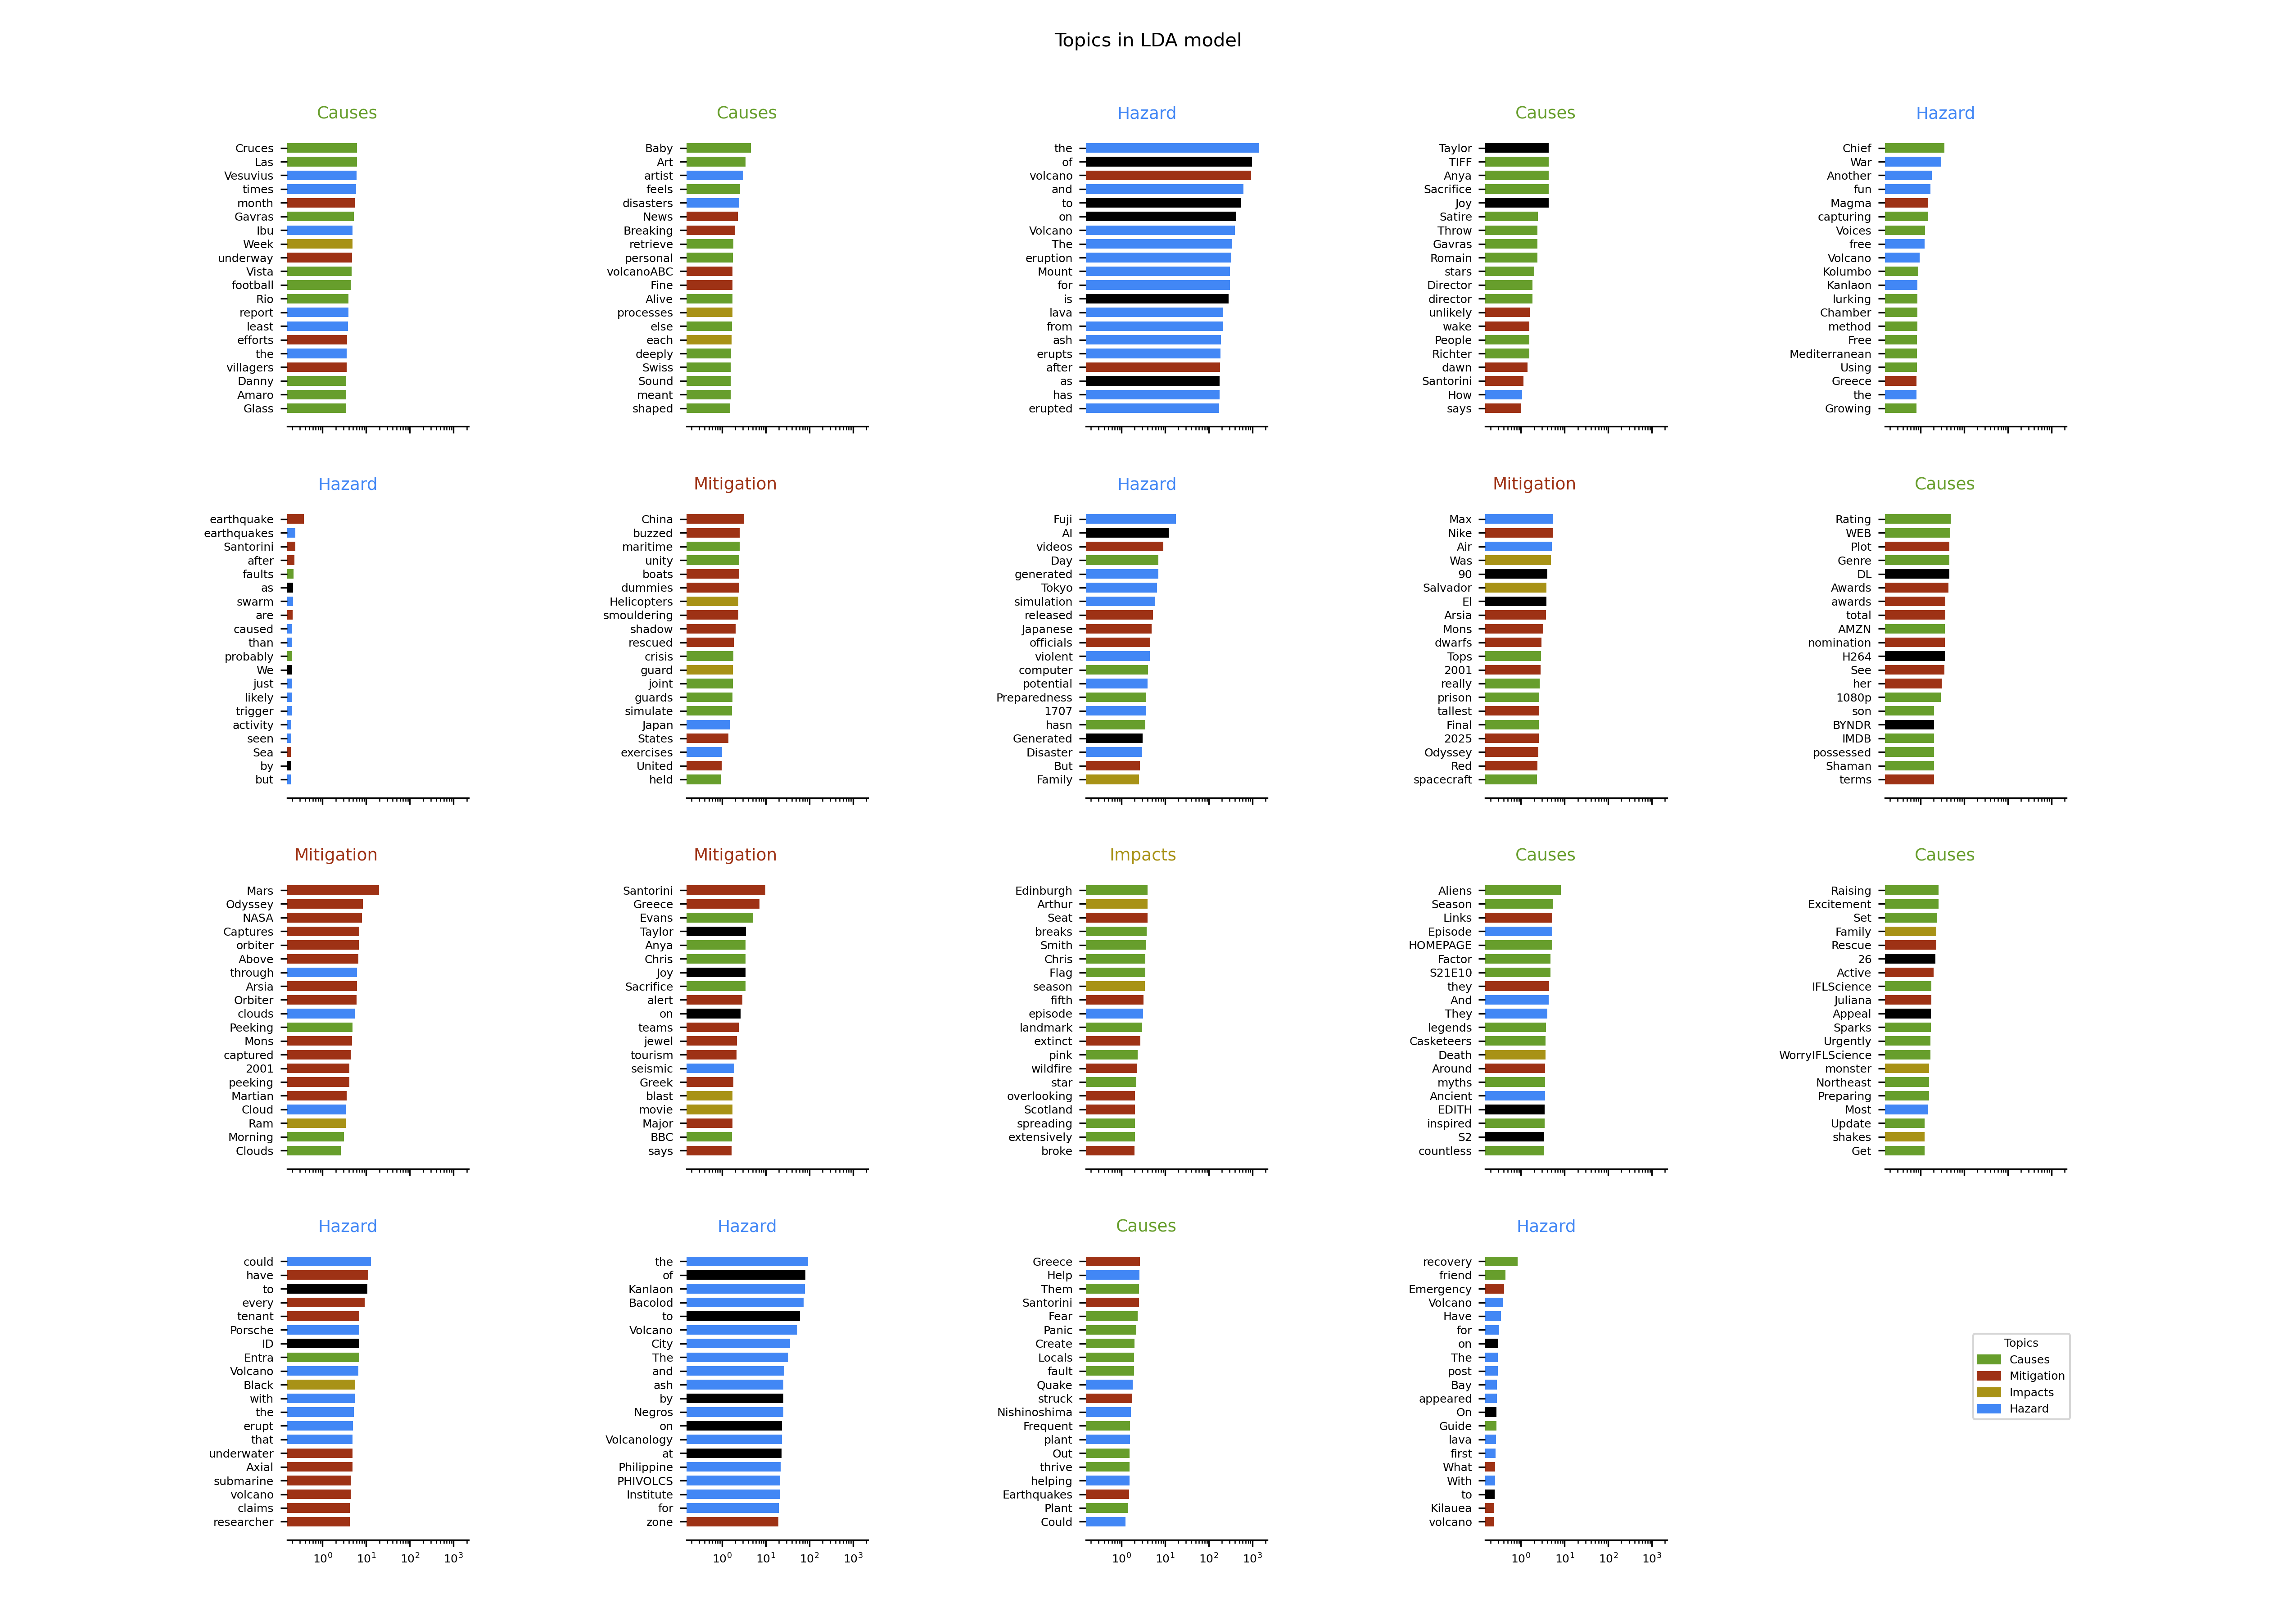 Topics in LDA model
Causes
Cruces
Las
Vesuvius
times
month
Gavras
Ibu
Week
underway
Vista
football
Rio
report
least
efforts
the
villagers
Danny
Amaro
Glass
Causes
Baby
Art
artist
feels
disasters
News
Breaking
retrieve
personal
volcanoABC
Fine
Alive
processes
else
each
deeply
Swiss
Sound
meant
shaped
Hazard
the
of
volcano
and
to
on
Volcano
The
eruption
Mount
for
is
lava
from
ash
erupts
after
as
has
erupted
Causes
Taylor
TIFF
Anya
Sacrifice
Joy
Satire
Throw
Gavras
Romain
stars
Director
director
unlikely
wake
People
Richter
dawn
Santorini
How
says
Hazard
Chief
War
Another
fun
Magma
capturing
Voices
free
Volcano
Kolumbo
Kanlaon
lurking
Chamber
method
Free
Mediterranean
Using
Greece
the
Growing
Hazard
earthquake
earthquakes
Santorini
after
faults
as
swarm
are
caused
than
probably
We
just
likely
trigger
activity
seen
Sea
by
but
Mitigation
China
buzzed
maritime
unity
boats
dummies
Helicopters
smouldering
shadow
rescued
crisis
guard
joint
guards
simulate
Japan
States
exercises
United
held
Hazard
Fuji
AI
videos
Day
generated
Tokyo
simulation
released
Japanese
officials
violent
computer
potential
Preparedness
1707
hasn
Generated
Disaster
But
Family
Mitigation
Max
Nike
Air
Was
90
Salvador
El
Arsia
Mons
dwarfs
Tops
2001
really
prison
tallest
Final
2025
Odyssey
Red
spacecraft
Causes
Rating
WEB
Plot
Genre
DL
Awards
awards
total
AMZN
nomination
H264
See
her
1080p
son
BYNDR
IMDB
possessed
Shaman
terms
Mitigation
Mars
Odyssey
NASA
Captures
orbiter
Above
through
Arsia
Orbiter
clouds
Peeking
Mons
captured
2001
peeking
Martian
Cloud
Ram
Morning
Clouds
Mitigation
Santorini
Greece
Evans
Taylor
Anya
Chris
Joy
Sacrifice
alert
on
teams
jewel
tourism
seismic
Greek
blast
movie
Major
BBC
says
Impacts
Edinburgh
Arthur
Seat
breaks
Smith
Chris
Flag
season
fifth
episode
landmark
extinct
pink
wildfire
star
overlooking
Scotland
spreading
extensively
broke
Causes
Aliens
Season
Links
Episode
HOMEPAGE
Factor
S21E10
they
And
They
legends
Casketeers
Death
Around
myths
Ancient
EDITH
inspired
S2
countless
Causes
Raising
Excitement
Set
Family
Rescue
26
Active
IFLScience
Juliana
Appeal
Sparks
Urgently
WorryIFLScience
monster
Northeast
Preparing
Most
Update
shakes
Get
Hazard
could
have
to
every
tenant
Porsche
ID
Entra
Volcano
Black
with
the
erupt
that
underwater
Axial
submarine
volcano
claims
researcher
10⁰ 10¹ 10² 10³
Hazard
the
of
Kanlaon
Bacolod
to
Volcano
City
The
and
ash
by
Negros
on
Volcanology
at
Philippine
PHIVOLCS
Institute
for
zone
10⁰ 10¹ 10² 10³
Causes
Greece
Help
Them
Santorini
Fear
Panic
Create
Locals
fault
Quake
struck
Nishinoshima
Frequent
plant
Out
thrive
helping
Earthquakes
Plant
Could
10⁰ 10¹ 10² 10³
Hazard
recovery
friend
Emergency
Volcano
Have
for
on
The
post
Bay
appeared
On
Guide
lava
first
What
With
to
Kilauea
volcano
10⁰ 10¹ 10² 10³
Topics
Causes
Mitigation
Impacts
Hazard